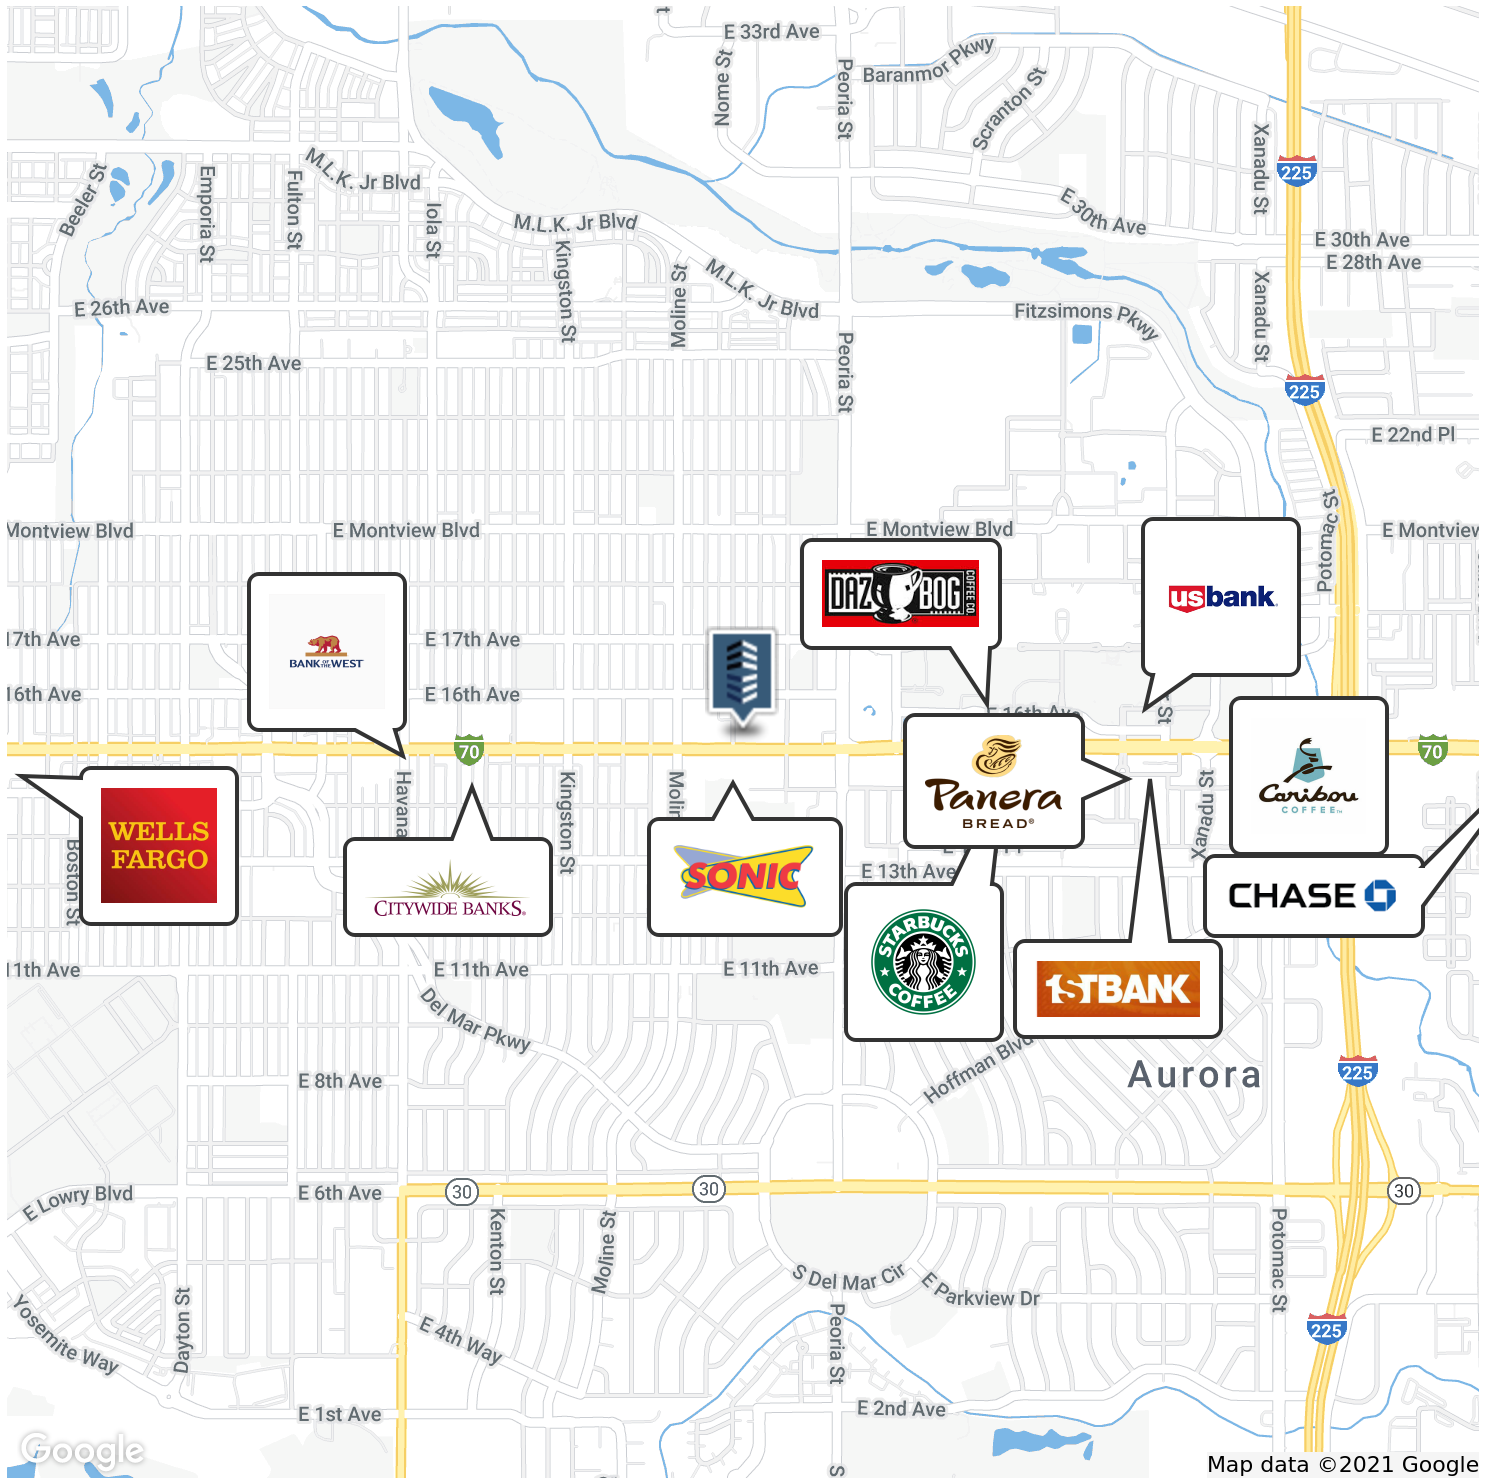 E 33rd Ave
Baranmor Pkwy
Nome St
Peoria St
Scranton St
Xanadu St
225
Beeler St
Emporia St
Fulton St
M.L.K. Jr Blvd
Iola St
M.L.K. Jr Blvd
Kingston St
Moline St
M.L.K. Jr Blvd
E 30th Ave
E 30th Ave
E 28th Ave
E 26th Ave
Fitzsimons Pkwy
Xanadu St
E 25th Ave
Peoria St
225
E 22nd Pl
Potomac St
Montview Blvd
E Montview Blvd
E Montview Blvd
E Montview
DAZBOG
COFFEE CO.
usbank
17th Ave
E 17th Ave
BANK OF THE WEST
16th Ave
E 16th Ave
E 16th Ave
St
70
70
Havana
Kingston St
Molin
Xanadu St
Panera
BREAD®
Caribou
COFFEE™
WELLS
FARGO
Boston St
CITYWIDE BANKS®
SONIC
E 13th Ave
CHASE
STARBUCKS
COFFEE
1STBANK
11th Ave
E 11th Ave
E 11th Ave
Del Mar Pkwy
Hoffman Blvd
Aurora
225
E 8th Ave
E Lowry Blvd
E 6th Ave
30
30
30
Kenton St
Moline St
Potomac St
S Del Mar Cir
E Parkview Dr
Yosemite Way
Dayton St
E 4th Way
Peoria St
225
E 1st Ave
E 2nd Ave
S
Google
Map data ©2021 Google